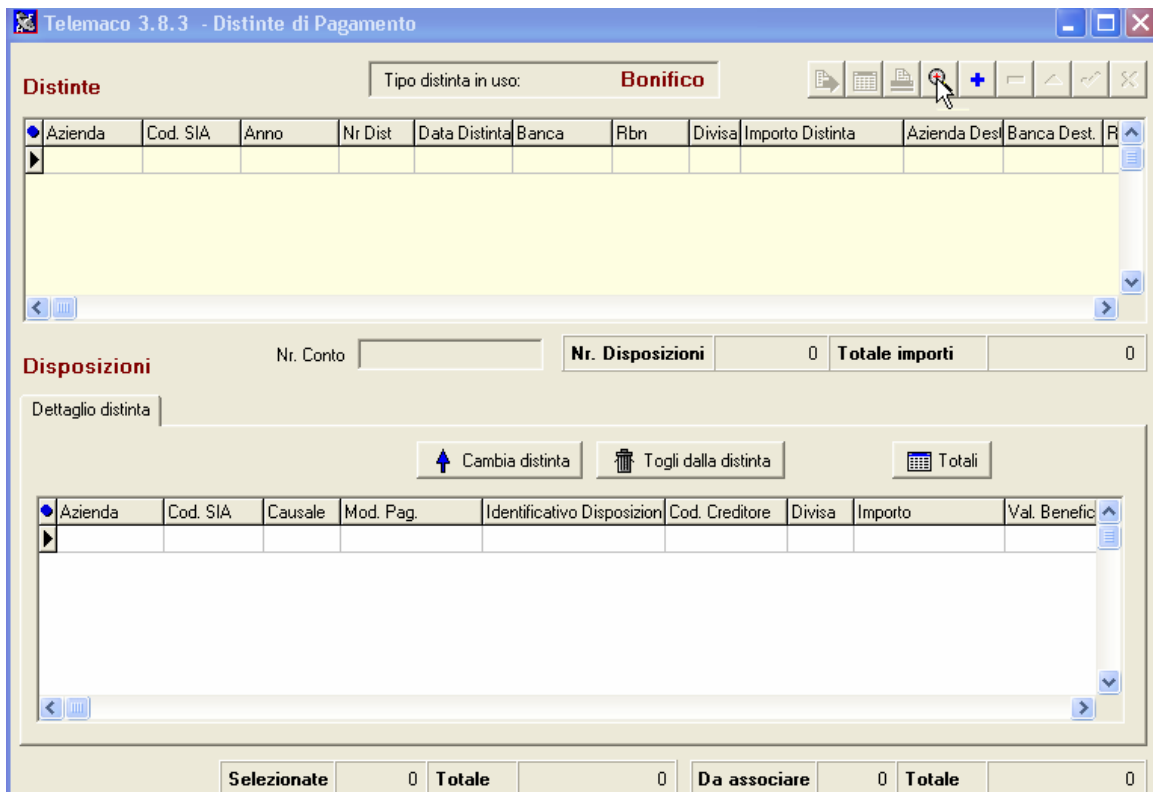 Telemaco 3.8.3 - Distinte di Pagamento
Distinte Tipo distinta in uso: Bonifico
Azienda Cod. SIA Anno Nr Dist Data Distinta Banca Rbn Divisa Importo Distinta Azienda Dest Banca Dest. R
Disposizioni Nr. Conto Nr. Disposizioni 0 Totale importi 0
Dettaglio distinta
Cambia distinta Togli dalla distinta Totali
Azienda Cod. SIA Causale Mod. Pag. Identificativo Disposizion Cod. Creditore Divisa Importo Val. Benefic
Selezionate 0 Totale 0 Da associare 0 Totale 0